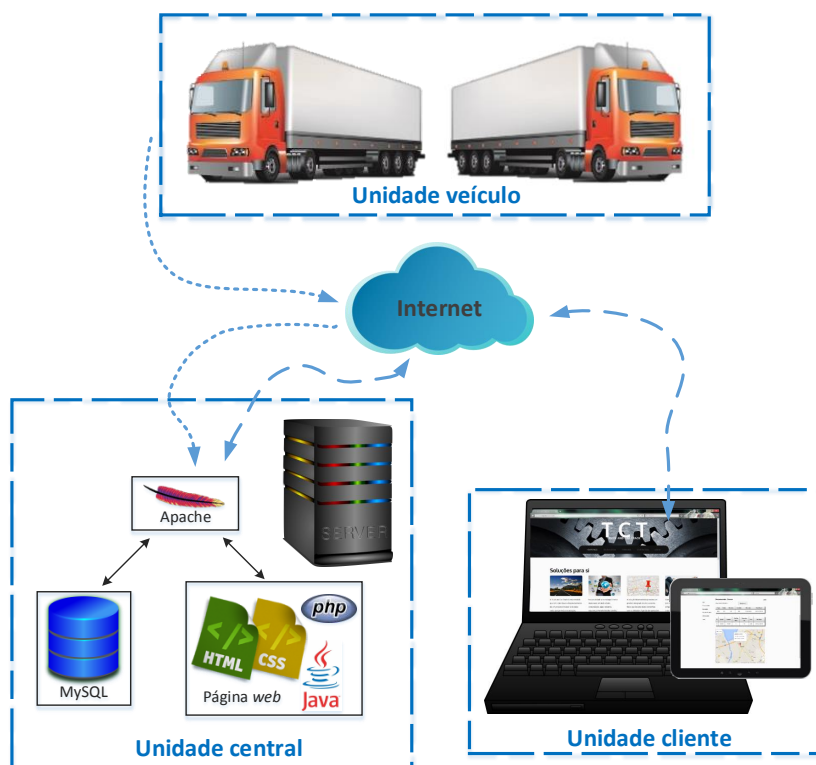 Unidade veículo
Internet
SERVER
Apache
MySQL
HTML
CSS
php
Java
Página web
Unidade central
TCT
Soluções para si
Unidade cliente